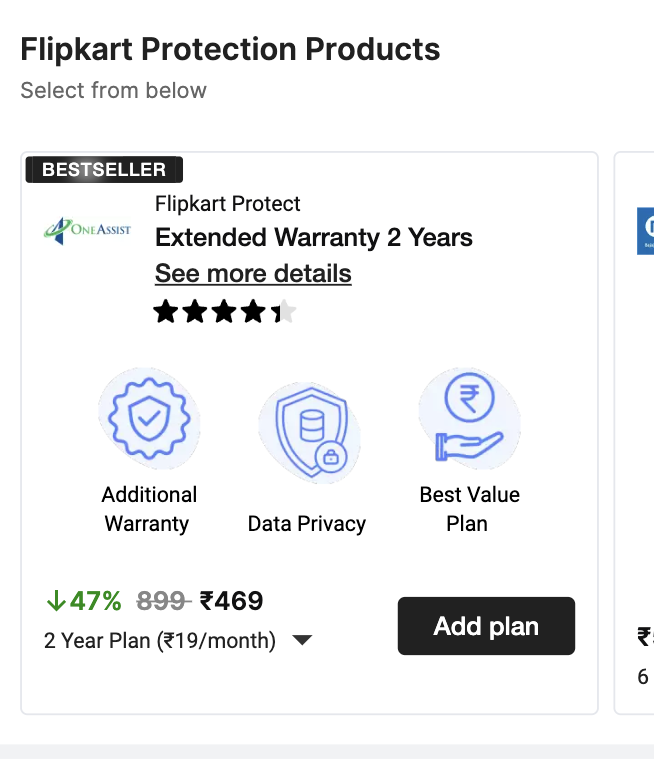 Flipkart Protection Products
Select from below
BESTSELLER
ONEASSIST
Flipkart Protect
Extended Warranty 2 Years
See more details
₹
Additional
Warranty
Data Privacy
Best Value
Plan
↓47% 899 ₹469
2 Year Plan (₹19/month)
Add plan
₹
6